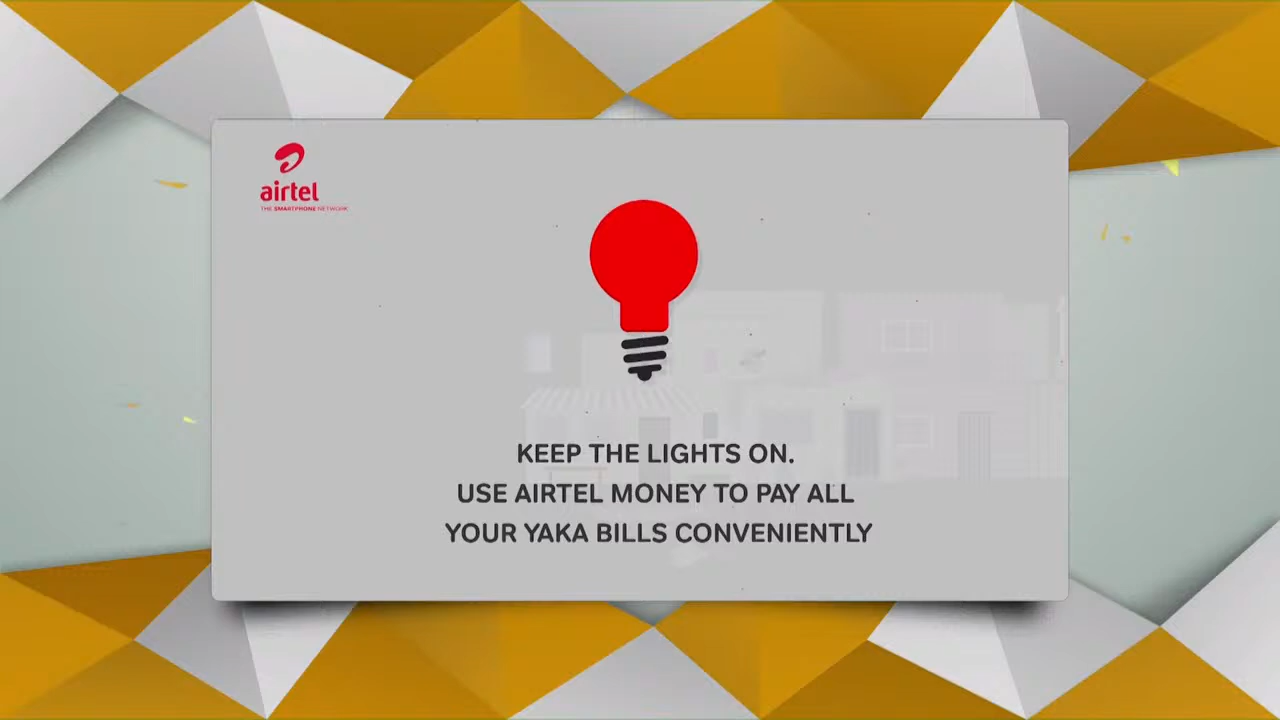 airtel
THE SMARTPHONE NETWORK
KEEP THE LIGHTS ON.
USE AIRTEL MONEY TO PAY ALL
YOUR YAKA BILLS CONVENIENTLY